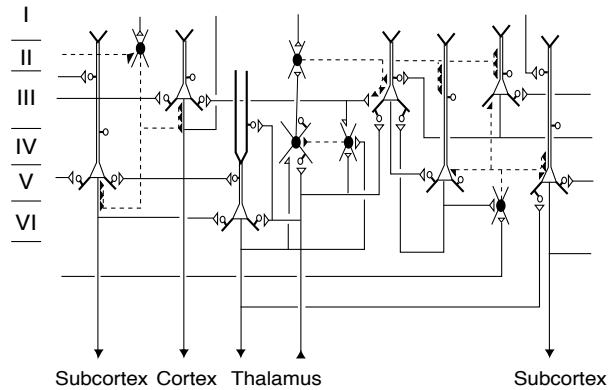 I
II
III
IV
V
VI
Subcortex Cortex Thalamus Subcortex